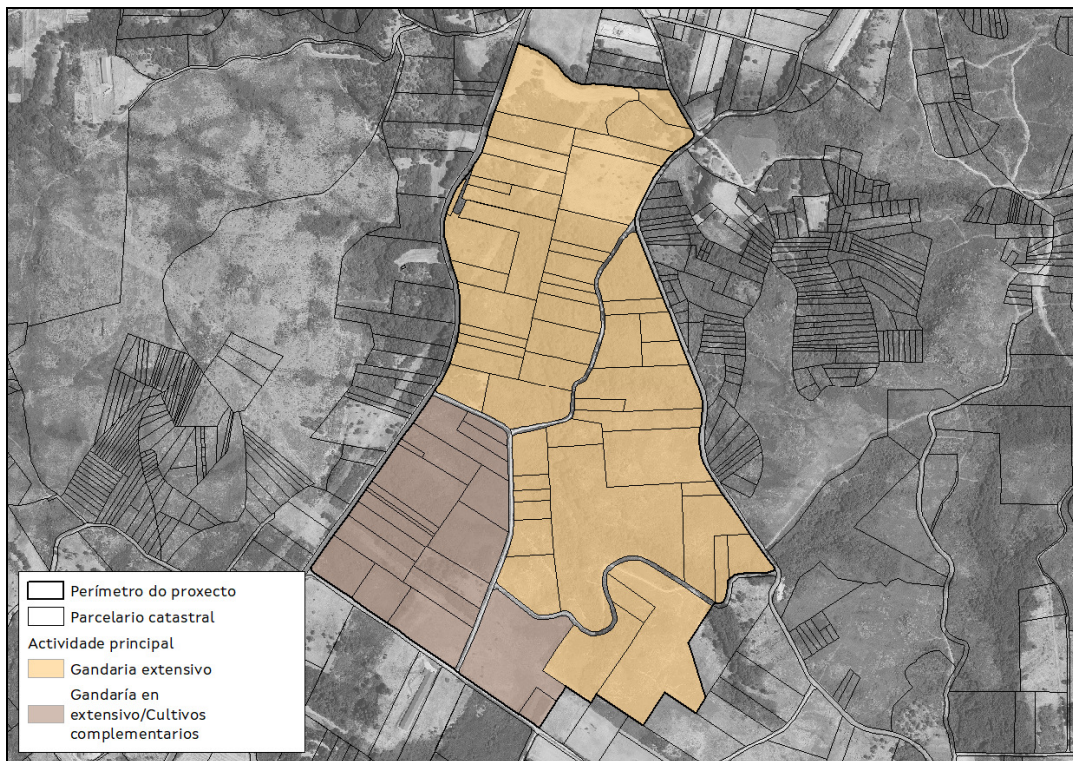 Perímetro do proxecto
Parcelario catastral
Actividade principal
Gandaria extensivo
Gandaría en
extensivo/Cultivos
complementarios